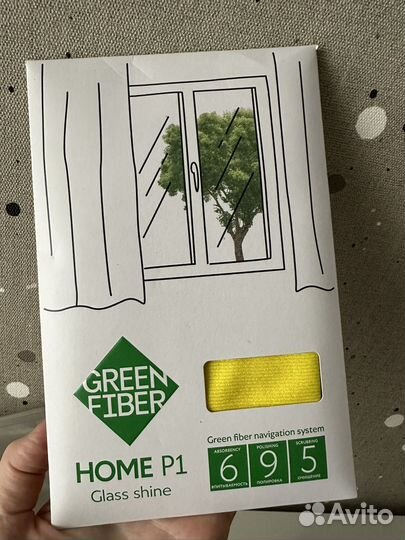 GREEN
FIBER
Green fiber navigation system
ABSORBENCY
6
ВПИТЫВАЕМОСТЬ
POLISHING
9
ПОЛИРОВКА
SCRUBBING
5
ОЧИЩЕНИЕ
HOME P1
Glass shine
Avito